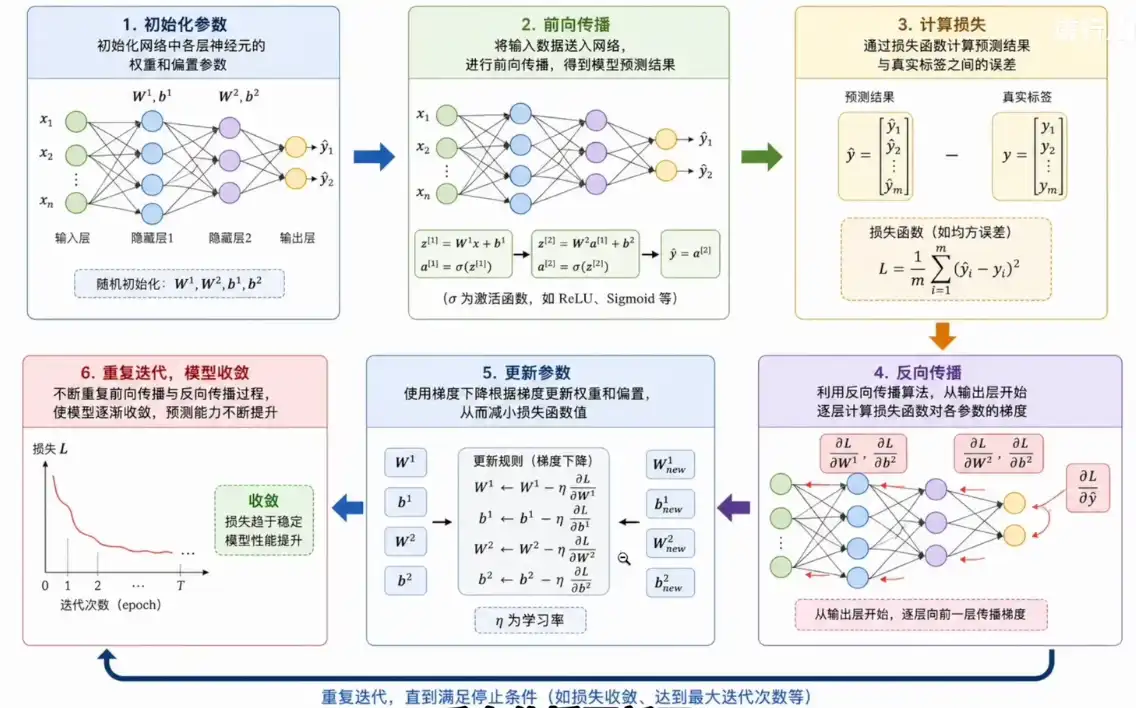 1. 初始化参数
初始化网络中各层神经元的
权重和偏置参数
W¹, b¹ W², b²
x₁
x₂
⋮
xₙ
ŷ₁
ŷ₂
输入层 隐藏层1 隐藏层2 输出层
随机初始化：W¹, W², b¹, b²
2. 前向传播
将输入数据送入网络，
进行前向传播，得到模型预测结果
x₁
x₂
⋮
xₙ
ŷ₁
ŷ₂
z^[1] = W¹x + b¹
a^[1] = σ(z^[1])
z^[2] = W²a^[1] + b²
a^[2] = σ(z^[2])
ŷ = a^[2]
（σ 为激活函数，如 ReLU、Sigmoid 等）
3. 计算损失
通过损失函数计算预测结果
与真实标签之间的误差
预测结果 真实标签
ŷ = [ŷ₁ ŷ₂ ⋮ ŷₘ] − y = [y₁ y₂ ⋮ yₘ]
损失函数（如均方误差）
L = 1/m ∑_{i=1}^{m} (ŷᵢ − yᵢ)²
4. 反向传播
利用反向传播算法，从输出层开始
逐层计算损失函数对各参数的梯度
∂L/∂W¹, ∂L/∂b² ∂L/∂W², ∂L/∂b²
∂L/∂ŷ
⋮
从输出层开始，逐层向前一层传播梯度
5. 更新参数
使用梯度下降根据梯度更新权重和偏置，
从而减小损失函数值
W¹
b¹
W²
b²
更新规则（梯度下降）
W¹ ← W¹ − η ∂L/∂W¹
b¹ ← b¹ − η ∂L/∂b¹
W² ← W² − η ∂L/∂W²
b² ← b² − η ∂L/∂b²
W¹_new
b¹_new
W²_new
b²_new
η 为学习率
6. 重复迭代，模型收敛
不断重复前向传播与反向传播过程，
使模型逐渐收敛，预测能力不断提升
损失 L
收敛
损失趋于稳定
模型性能提升
…
0 1 2 … T
迭代次数（epoch）
重复迭代，直到满足停止条件（如损失收敛、达到最大迭代次数等）